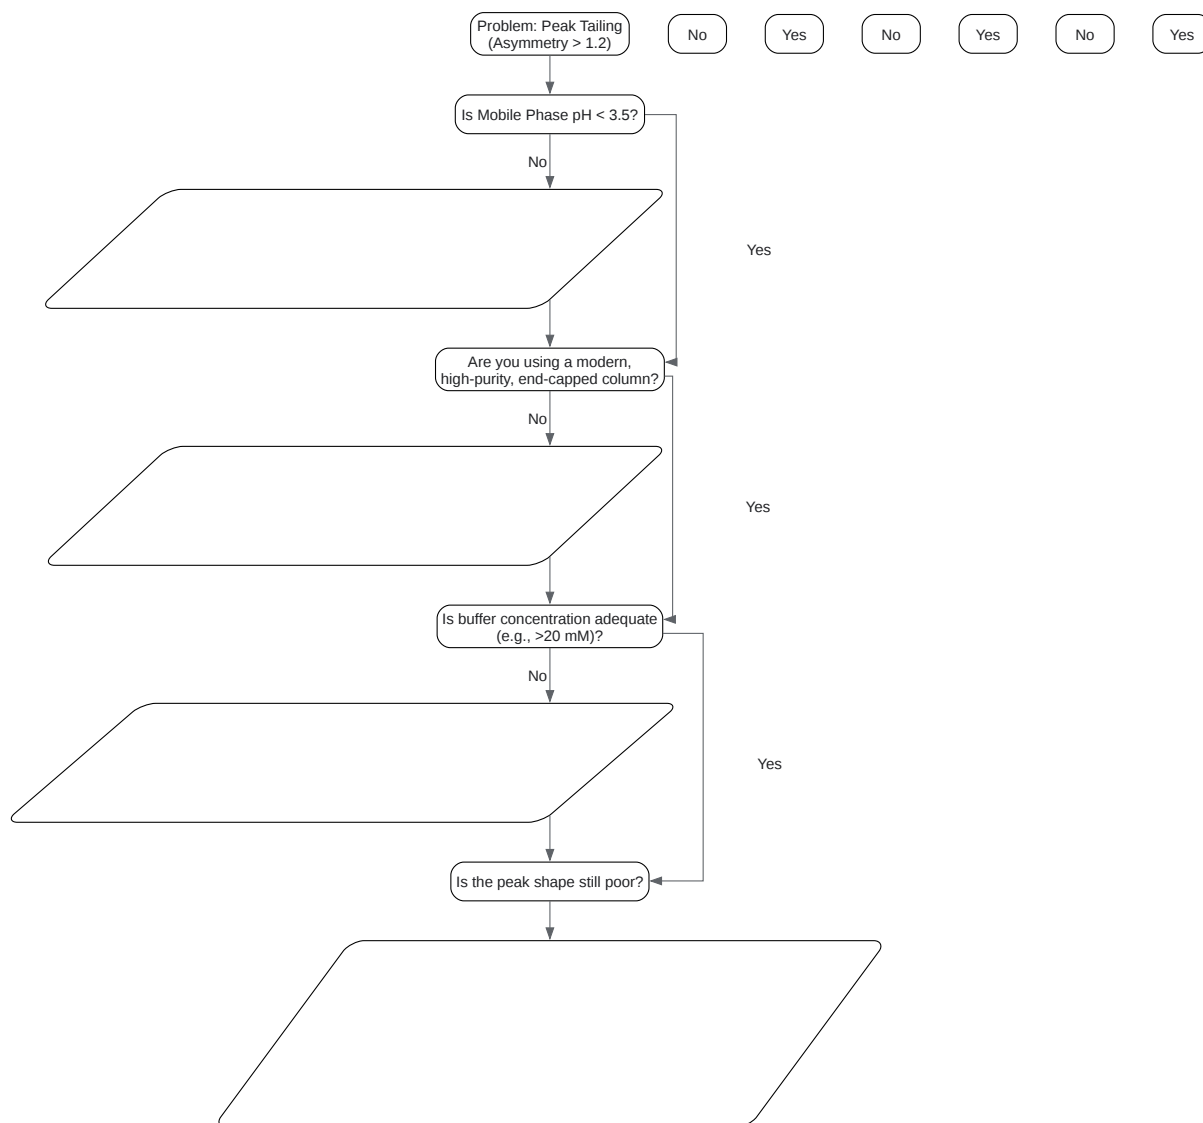 Problem: Peak Tailing
(Asymmetry > 1.2)
No
Yes
No
Yes
No
Yes
Is Mobile Phase pH < 3.5?
No
Yes
Are you using a modern,
high-purity, end-capped column?
No
Yes
Is buffer concentration adequate
(e.g., >20 mM)?
No
Yes
Is the peak shape still poor?